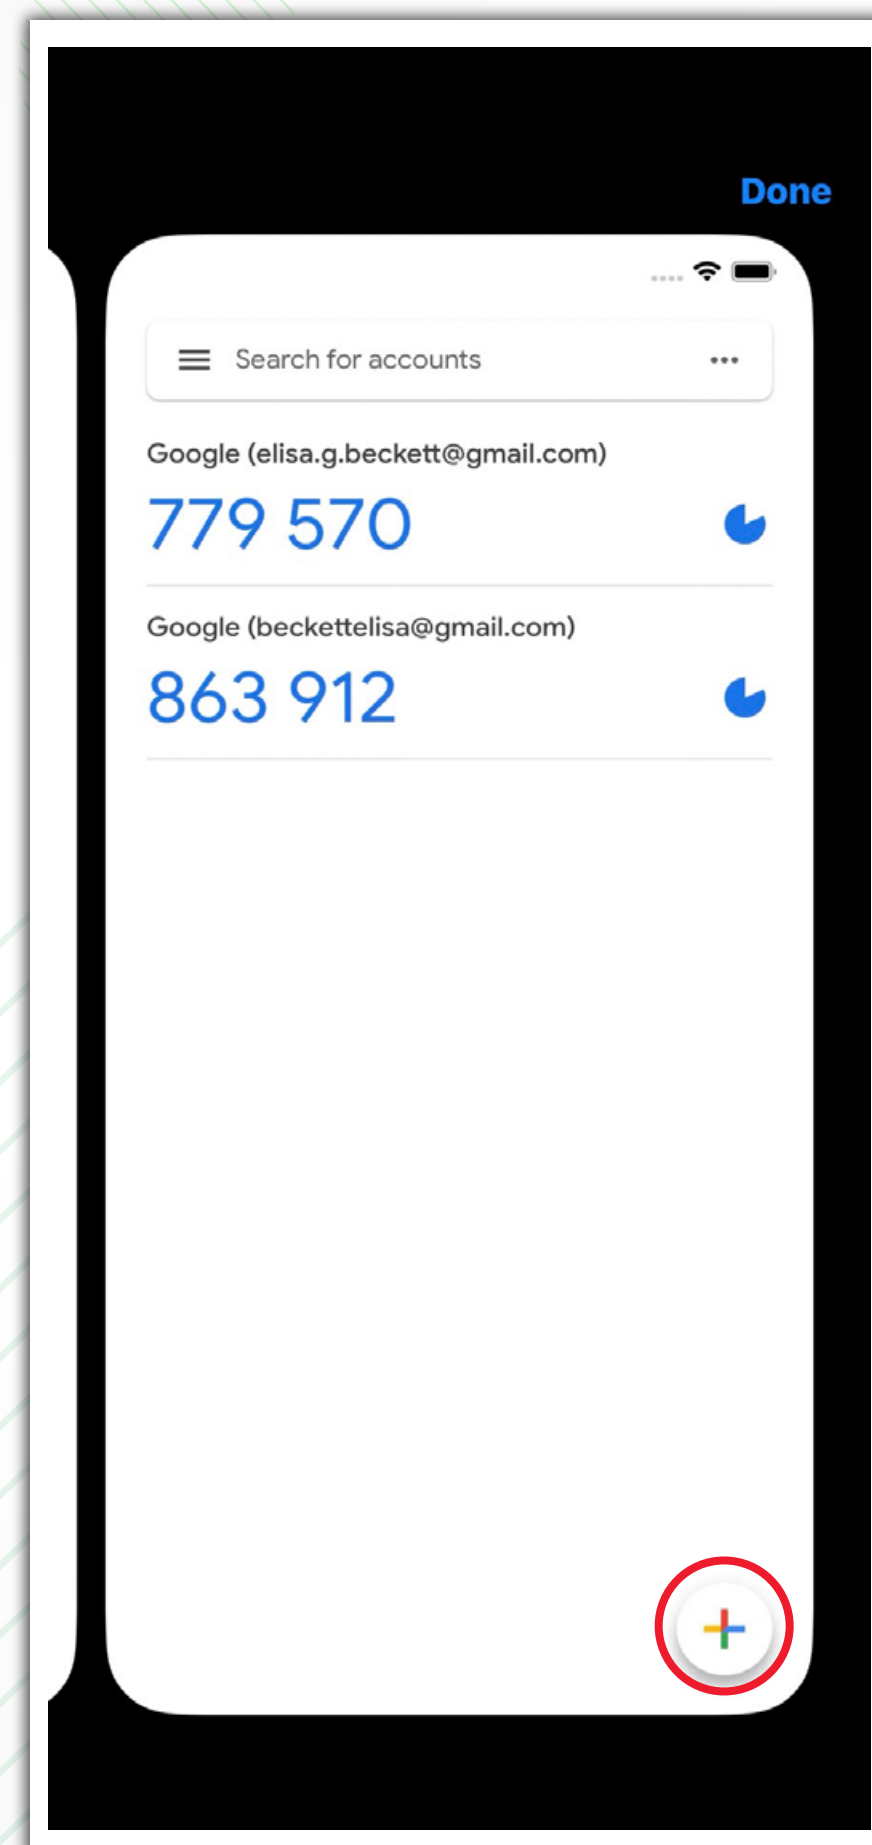 Done
Search for accounts
Google (elisa.g.beckett@gmail.com)
779 570
Google (beckettelisa@gmail.com)
863 912